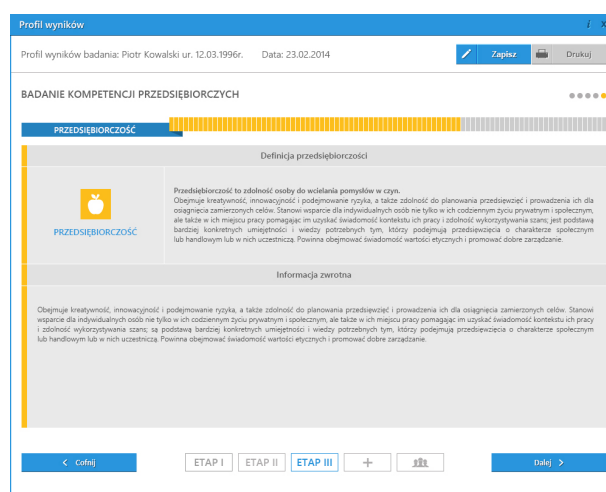 Profil wyników
i X
Profil wyników badania: Piotr Kowalski ur. 12.03.1996r. Data: 23.02.2014
Zapisz
Drukuj
BADANIE KOMPETENCJI PRZEDSIĘBIORCZYCH
PRZEDSIĘBIORCZOŚĆ
Definicja przedsiębiorczości
PRZEDSIĘBIORCZOŚĆ
Przedsiębiorczość to zdolność osoby do wcielania pomysłów w czyn.
Obejmuje kreatywność, innowacyjność i podejmowanie ryzyka, a także zdolność do planowania przedsięwzięć i prowadzenia ich dla
osiągnięcia zamierzonych celów. Stanowi wsparcie dla indywidualnych osób nie tylko w ich codziennym życiu prywatnym i społecznym,
ale także w ich miejscu pracy pomagając im uzyskać świadomość kontekstu ich pracy i zdolność wykorzystywania szans; jest podstawą
bardziej konkretnych umiejętności i wiedzy potrzebnych tym, którzy podejmują przedsięwzięcia o charakterze społecznym
lub handlowym lub w nich uczestniczą. Powinna obejmować świadomość wartości etycznych i promować dobre zarządzanie.
Informacja zwrotna
Obejmuje kreatywność, innowacyjność i podejmowanie ryzyka, a także zdolność do planowania przedsięwzięć i prowadzenia ich dla osiągnięcia zamierzonych celów. Stanowi
wsparcie dla indywidualnych osób nie tylko w ich codziennym życiu prywatnym i społecznym, ale także w ich miejscu pracy pomagając im uzyskać świadomość kontekstu ich pracy
i zdolność wykorzystywania szans; są podstawą bardziej konkretnych umiejętności i wiedzy potrzebnych tym, którzy podejmują przedsięwzięcia o charakterze społecznym
lub handlowym lub w nich uczestniczą. Powinna obejmować świadomość wartości etycznych i promować dobre zarządzanie.
< Cofnij
ETAP I
ETAP II
ETAP III
+
Dalej >